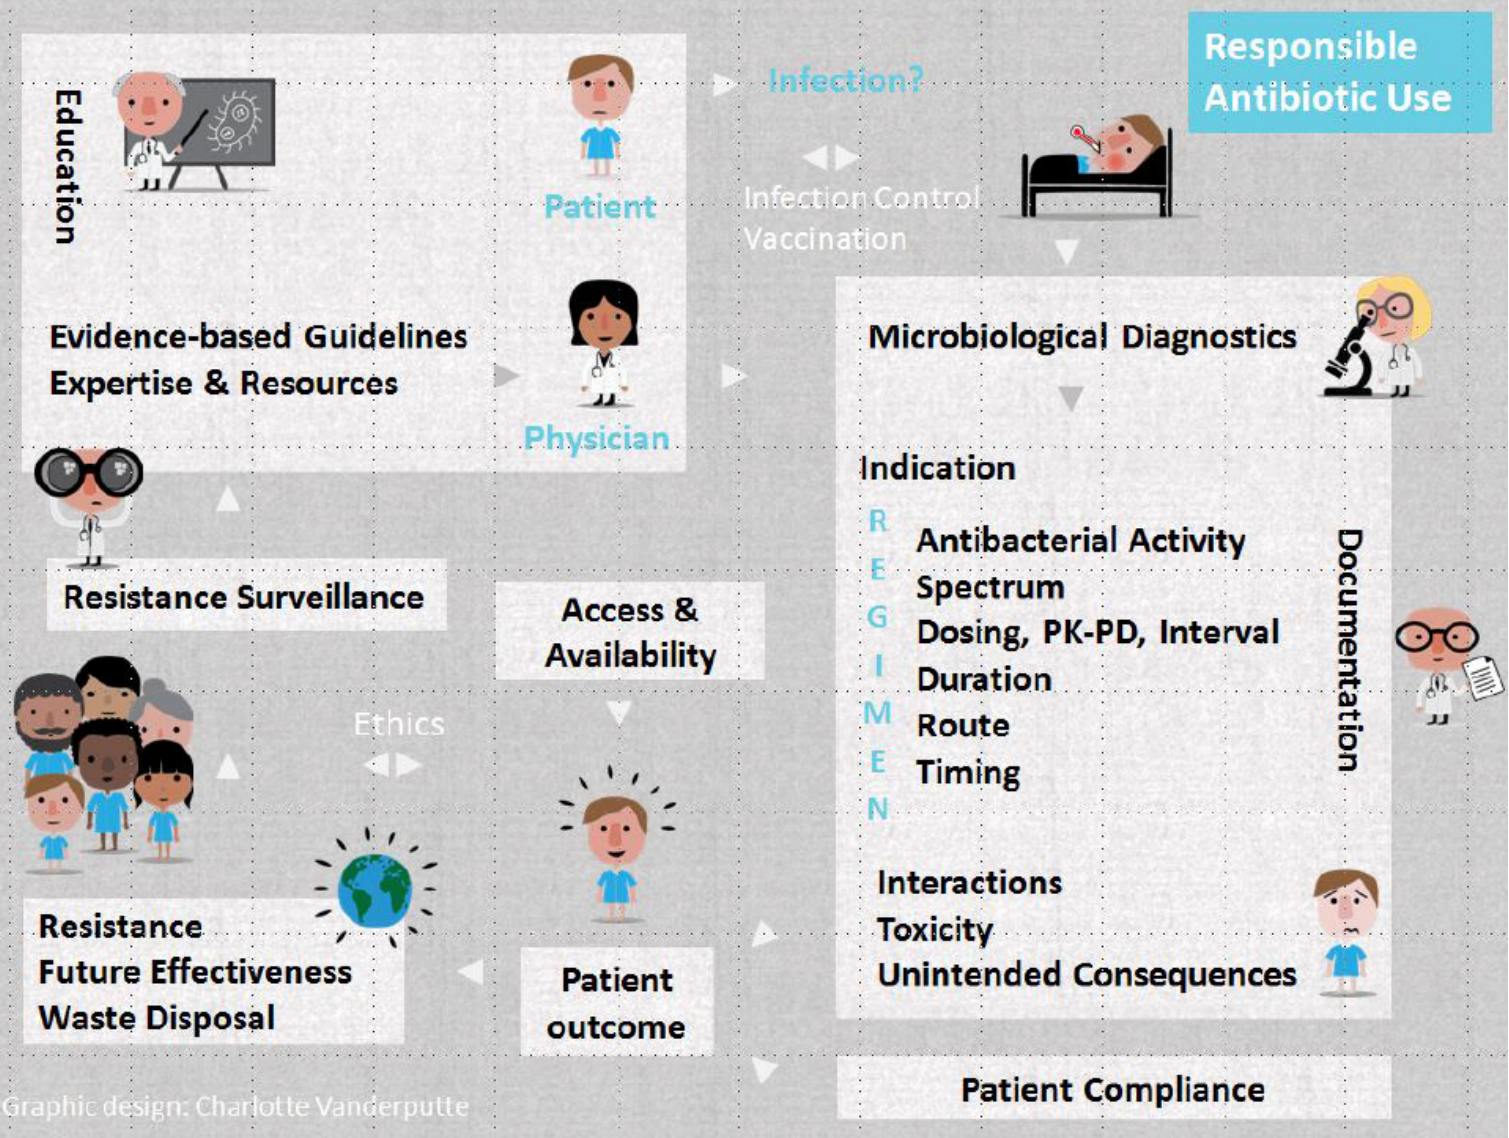 Responsible
Antibiotic Use
Education
Patient
Infection?
Infection Control
Vaccination
Evidence-based Guidelines
Expertise & Resources
Physician
Microbiological Diagnostics
Indication
REGIMEN
Antibacterial Activity
Spectrum
Dosing, PK-PD, Interval
Duration
Route
Timing
Documentation
Interactions
Toxicity
Unintended Consequences
Patient Compliance
Resistance Surveillance
Access &
Availability
Ethics
Patient
outcome
Resistance
Future Effectiveness
Waste Disposal
Graphic design: Charlotte Vanderputte